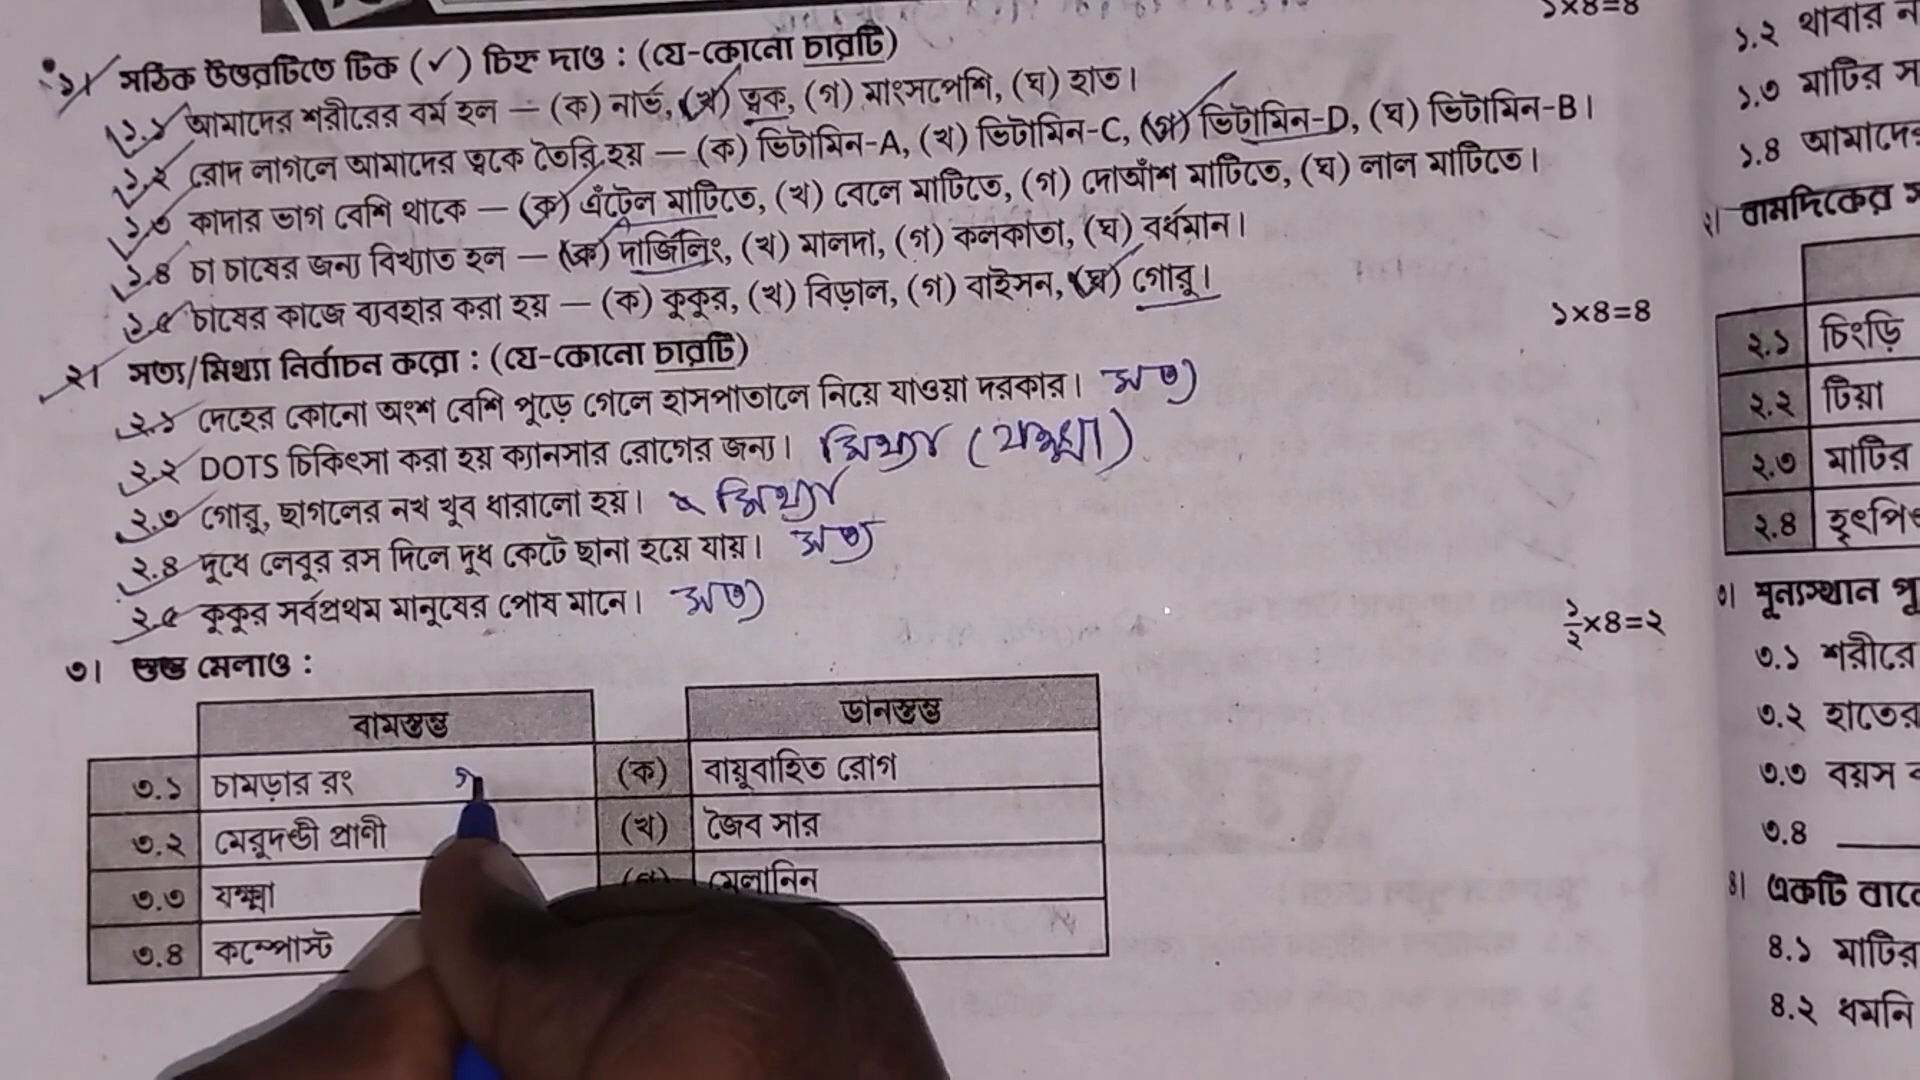 ১×৪=৪
১। সঠিক উত্তরটিতে টিক (✓) চিহ্ন দাও : (যে-কোনো চারটি)
১.১ আমাদের শরীরের বর্ম হল — (ক) নার্ভ, (খ) ত্বক, (গ) মাংসপেশি, (ঘ) হাত।
১.২ রোদ লাগলে আমাদের ত্বকে তৈরি হয় — (ক) ভিটামিন-A, (খ) ভিটামিন-C, (গ) ভিটামিন-D, (ঘ) ভিটামিন-B।
১.৩ কাদার ভাগ বেশি থাকে — (ক) এঁটেল মাটিতে, (খ) বেলে মাটিতে, (গ) দোআঁশ মাটিতে, (ঘ) লাল মাটিতে।
১.৪ চা চাষের জন্য বিখ্যাত হল — (ক) দার্জিলিং, (খ) মালদা, (গ) কলকাতা, (ঘ) বর্ধমান।
১.৫ চাষের কাজে ব্যবহার করা হয় — (ক) কুকুর, (খ) বিড়াল, (গ) বাইসন, (ঘ) গোরু।
২। সত্য/মিথ্যা নির্বাচন করো : (যে-কোনো চারটি) ১×৪=৪
২.১ দেহের কোনো অংশ বেশি পুড়ে গেলে হাসপাতালে নিয়ে যাওয়া দরকার। সত্য
২.২ DOTS চিকিৎসা করা হয় ক্যানসার রোগের জন্য। মিথ্যা (যক্ষ্মা)
২.৩ গোরু, ছাগলের নখ খুব ধারালো হয়। মিথ্যা
২.৪ দুধে লেবুর রস দিলে দুধ কেটে ছানা হয়ে যায়। সত্য
২.৫ কুকুর সর্বপ্রথম মানুষের পোষ মানে। সত্য
৩। স্তম্ভ মেলাও : ১/২×৪=২
বামস্তম্ভ ডানস্তম্ভ
৩.১ চামড়ার রং (ক) বায়ুবাহিত রোগ
৩.২ মেরুদণ্ডী প্রাণী (খ) জৈব সার
৩.৩ যক্ষ্মা (গ) মেলানিন
৩.৪ কম্পোস্ট
১.২ থাবার
১.৩ মাটির
১.৪ আমাদের
২। বামদিকের
২.১ চিংড়ি
২.২ টিয়া
২.৩ মাটির
২.৪ হৃৎপিণ্ড
৩। শূন্যস্থান
৩.১ শরীরে
৩.২ হাতের
৩.৩ বয়স
৩.৪
৪। একটি
৪.১ মাটির
৪.২ ধমনি